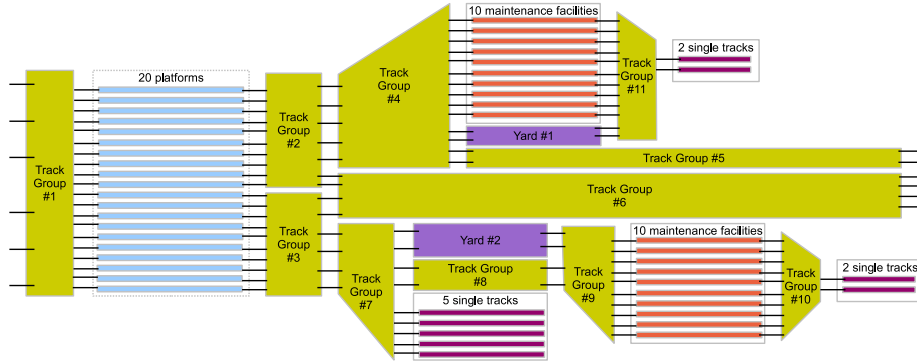 10 maintenance facilities
2 single tracks
20 platforms
Track
Group
#4
Track
Group
#11
Track
Group
#2
Yard #1
Track Group #5
Track
Group
#1
Track Group
#6
Track
Group
#3
Yard #2
10 maintenance facilities
Track
Group
#7
Track Group
#8
Track
Group
#9
Track
Group
#10
2 single tracks
5 single tracks